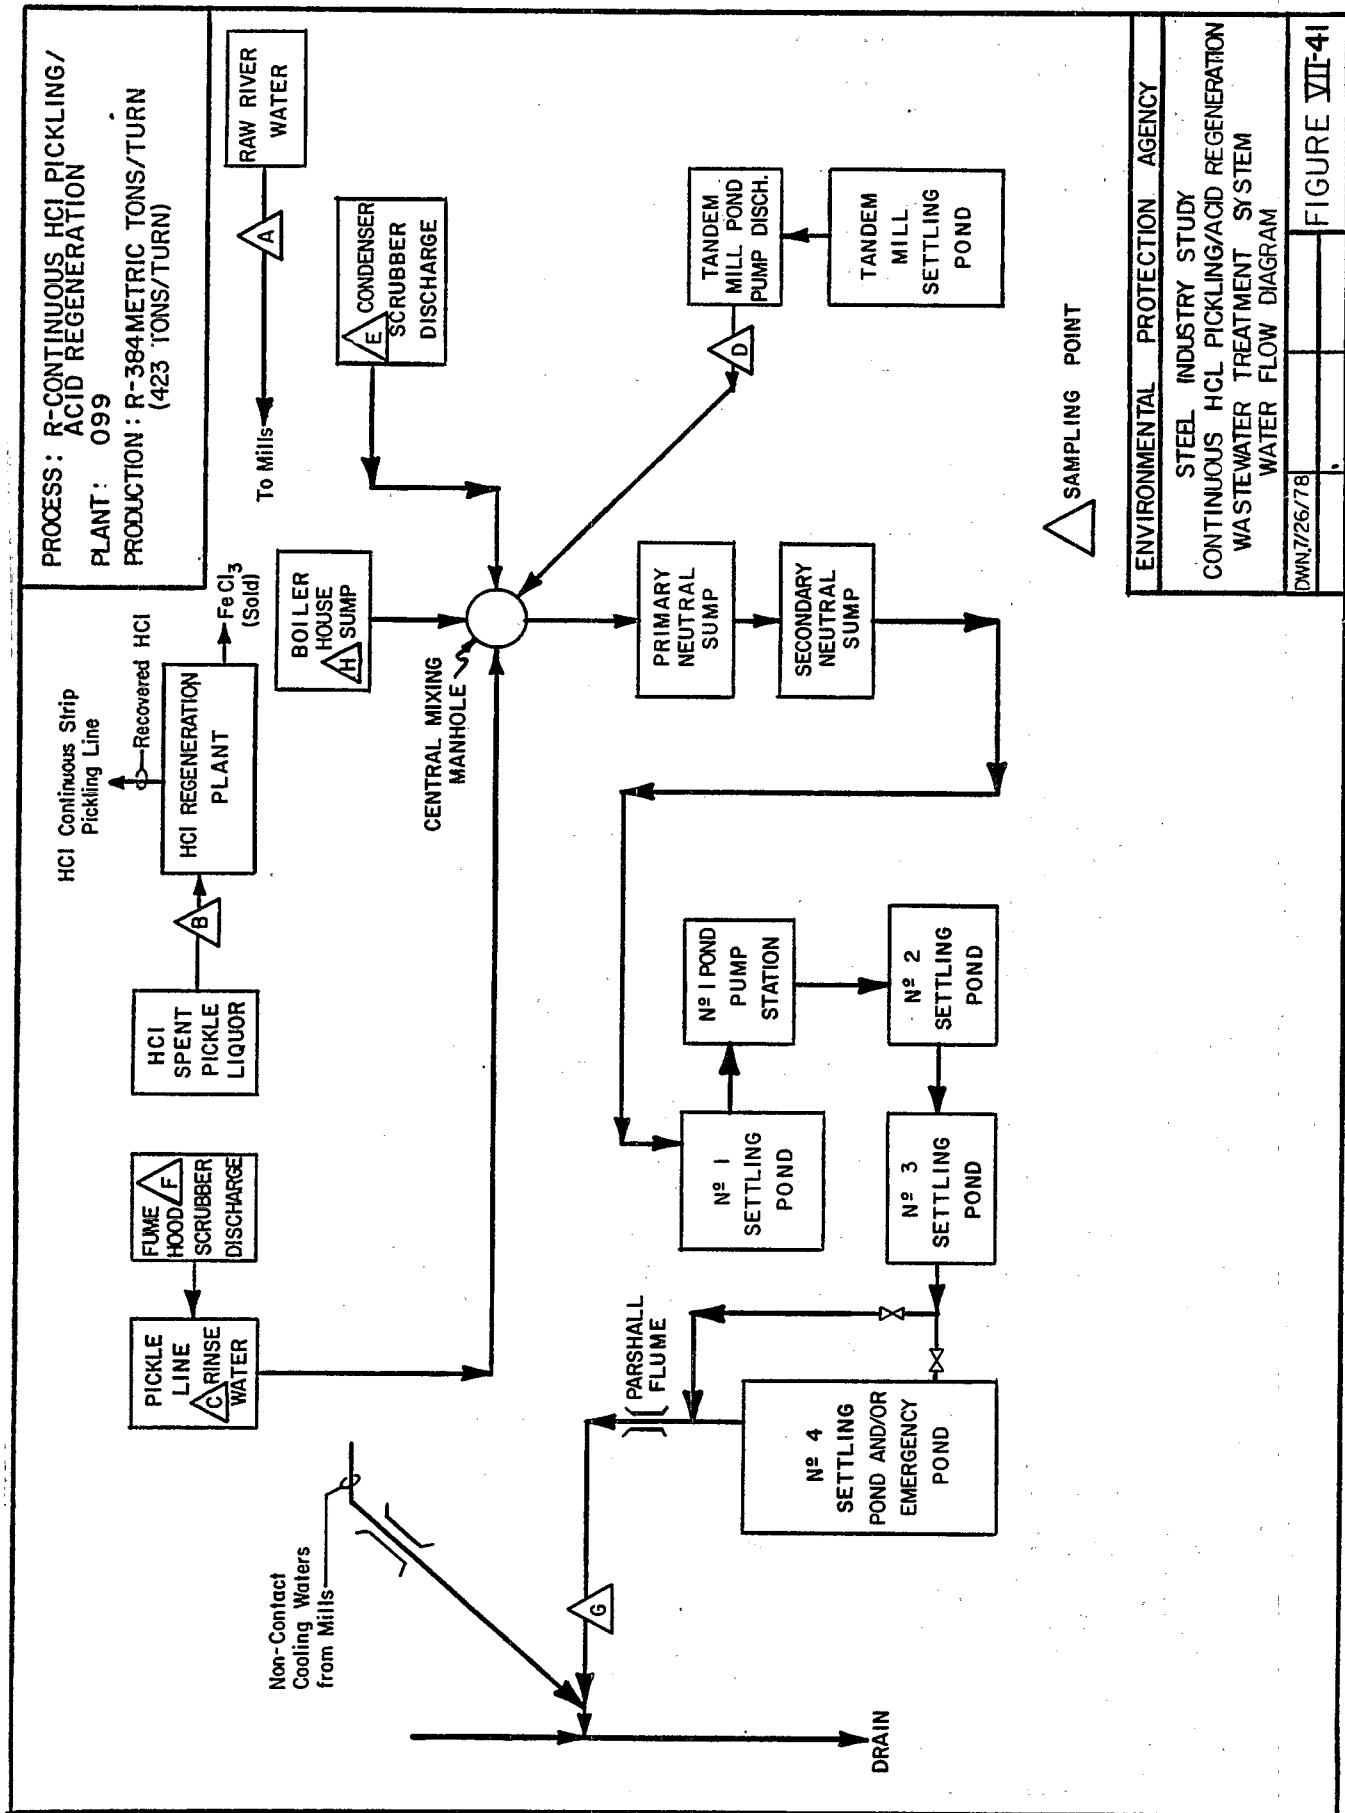 PROCESS: R-CONTINUOUS HCl PICKLING/
ACID REGENERATION
PLANT: 099
PRODUCTION: R-384 METRIC TONS/TURN
(423 TONS/TURN)
HCl Continuous Strip
Pickling Line
Recovered HCl
FeCl3
(Sold)
HCl REGENERATION
PLANT
B
HCl
SPENT
PICKLE
LIQUOR
FUME
HOOD
F
SCRUBBER
DISCHARGE
PICKLE
LINE
C
RINSE
WATER
RAW RIVER
WATER
A
To Mills
E
CONDENSER
SCRUBBER
DISCHARGE
BOILER
HOUSE
SUMP
H
CENTRAL MIXING
MANHOLE
TANDEM
MILL POND
PUMP DISCH.
D
TANDEM
MILL
SETTLING
POND
PRIMARY
NEUTRAL
SUMP
SECONDARY
NEUTRAL
SUMP
Nº 1
SETTLING
POND
Nº 1 POND
PUMP
STATION
Nº 2
SETTLING
POND
Nº 3
SETTLING
POND
Nº 4
SETTLING
POND AND/OR
EMERGENCY
POND
PARSHALL
FLUME
Non-Contact
Cooling Waters
from Mills
G
DRAIN
SAMPLING POINT
ENVIRONMENTAL PROTECTION AGENCY
STEEL INDUSTRY STUDY
CONTINUOUS HCL PICKLING/ACID REGENERATION
WASTEWATER TREATMENT SYSTEM
WATER FLOW DIAGRAM
DWN.7/26/78
FIGURE VII-41